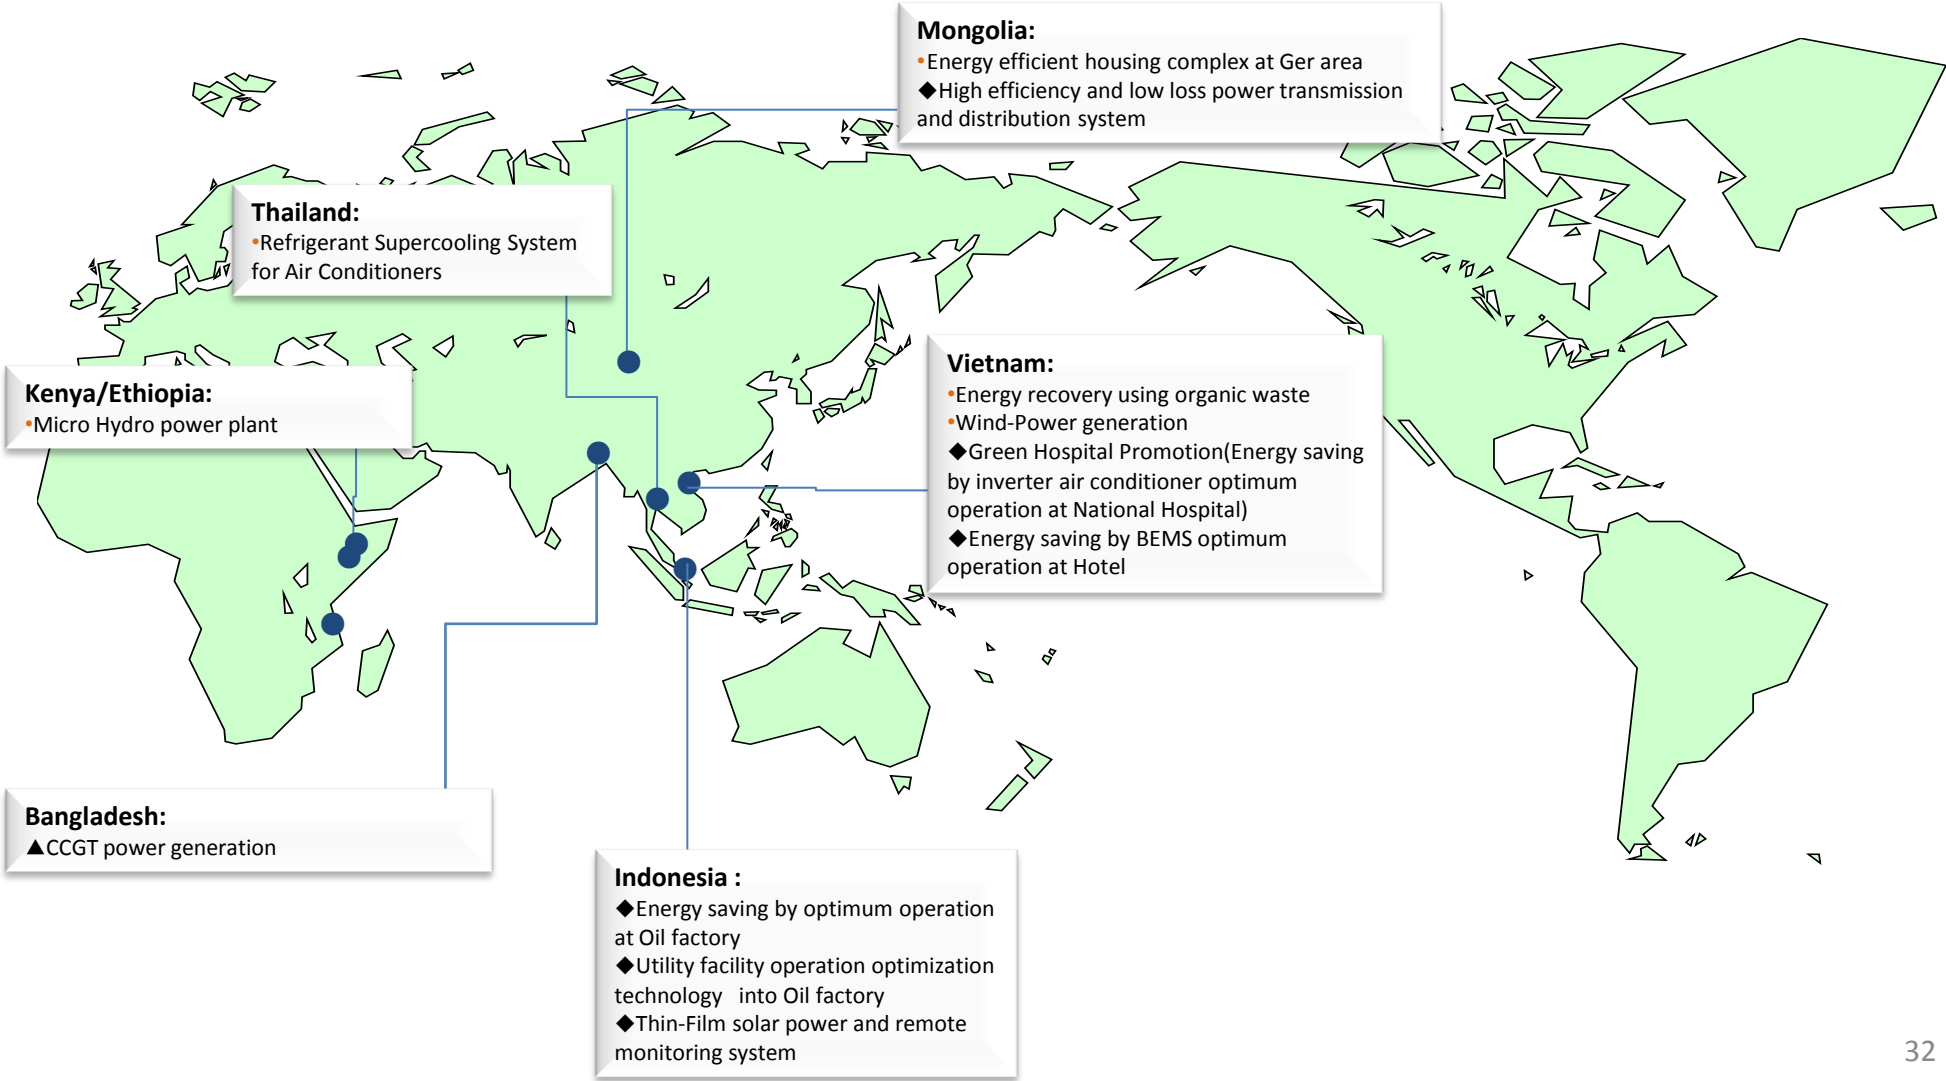 Mongolia:
•Energy efficient housing complex at Ger area
◆High efficiency and low loss power transmission
and distribution system
Thailand:
•Refrigerant Supercooling System
for Air Conditioners
Kenya/Ethiopia:
•Micro Hydro power plant
Vietnam:
•Energy recovery using organic waste
•Wind-Power generation
◆Green Hospital Promotion(Energy saving
by inverter air conditioner optimum
operation at National Hospital)
◆Energy saving by BEMS optimum
operation at Hotel
Bangladesh:
▲CCGT power generation
Indonesia :
◆Energy saving by optimum operation
at Oil factory
◆Utility facility operation optimization
technology   into Oil factory
◆Thin-Film solar power and remote
monitoring system
32